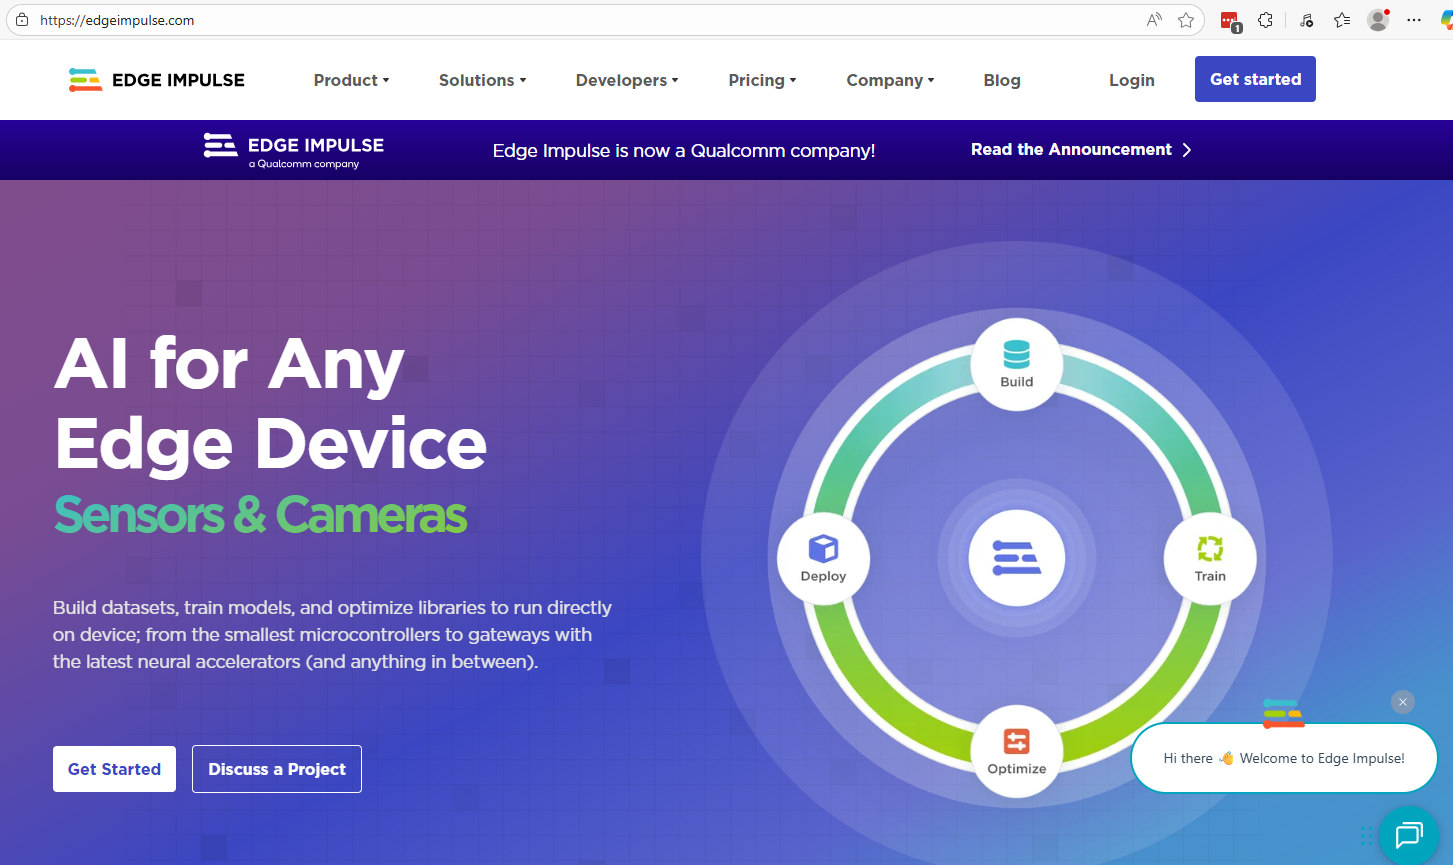 https://edgeimpulse.com
1
EDGE IMPULSE
Product
Solutions
Developers
Pricing
Company
Blog
Login
Get started
EDGE IMPULSE
a Qualcomm company
Edge Impulse is now a Qualcomm company!
Read the Announcement
AI for Any
Edge Device
Sensors & Cameras
Build datasets, train models, and optimize libraries to run directly
on device; from the smallest microcontrollers to gateways with
the latest neural accelerators (and anything in between).
Get Started
Discuss a Project
Build
Train
Optimize
Deploy
Hi there 👋 Welcome to Edge Impulse!